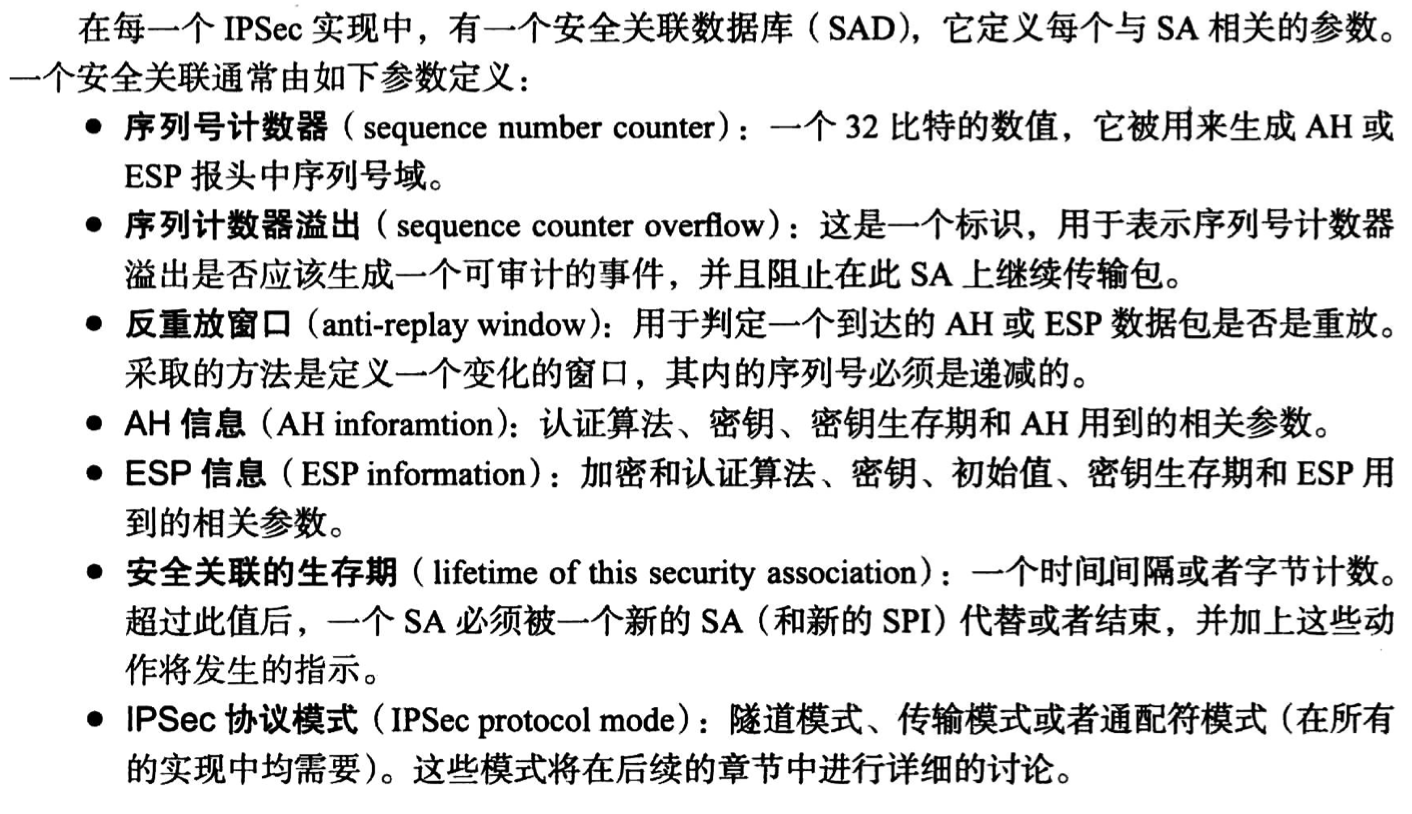 在每一个 IPSec 实现中，有一个安全关联数据库（SAD），它定义每个与 SA 相关的参数。
一个安全关联通常由如下参数定义：
● 序列号计数器（sequence number counter）：一个 32 比特的数值，它被用来生成 AH 或
ESP 报头中序列号域。
● 序列计数器溢出（sequence counter overflow）：这是一个标识，用于表示序列号计数器
溢出是否应该生成一个可审计的事件，并且阻止在此 SA 上继续传输包。
● 反重放窗口（anti-replay window）：用于判定一个到达的 AH 或 ESP 数据包是否是重放。
采取的方法是定义一个变化的窗口，其内的序列号必须是递减的。
● AH 信息（AH inforamtion）：认证算法、密钥、密钥生存期和 AH 用到的相关参数。
● ESP 信息（ESP information）：加密和认证算法、密钥、初始值、密钥生存期和 ESP 用
到的相关参数。
● 安全关联的生存期（lifetime of this security association）：一个时间间隔或者字节计数。
超过此值后，一个 SA 必须被一个新的 SA（和新的 SPI）代替或者结束，并加上这些动
作将发生的指示。
● IPSec 协议模式（IPSec protocol mode）：隧道模式、传输模式或者通配符模式（在所有
的实现中均需要）。这些模式将在后续的章节中进行详细的讨论。